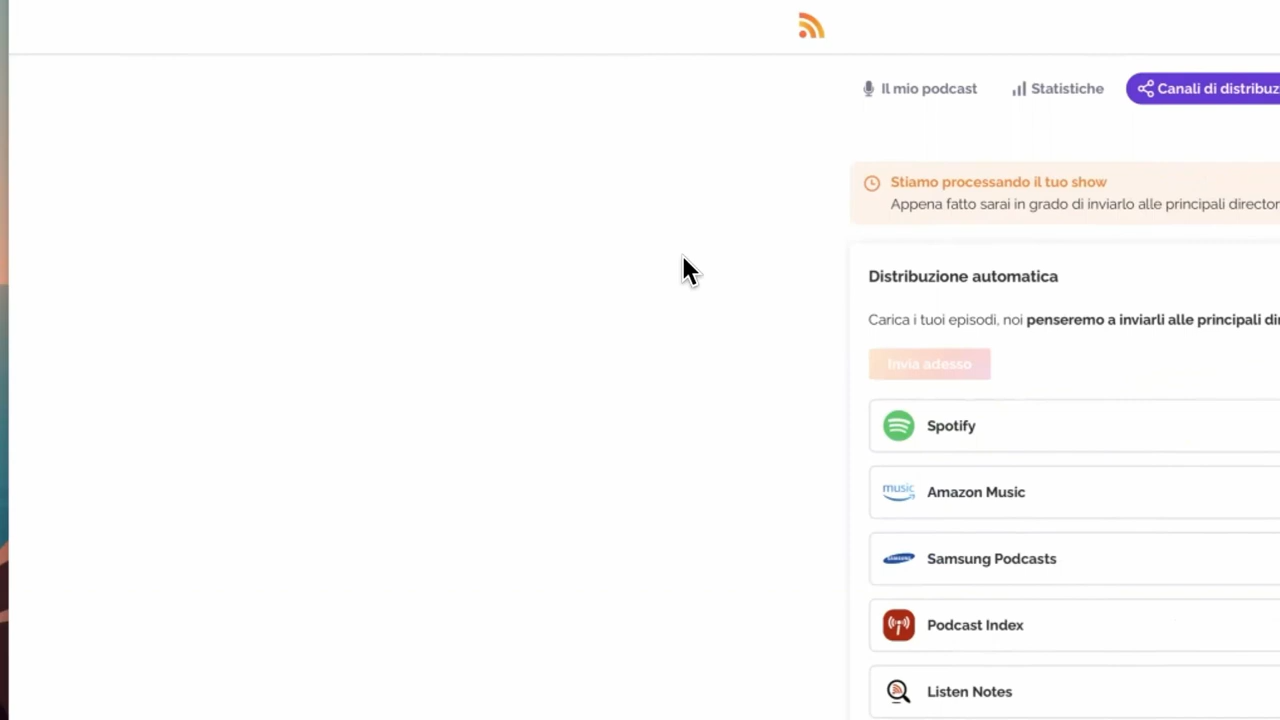 Il mio podcast
Statistiche
Canali di distribuz
Stiamo processando il tuo show
Appena fatto sarai in grado di inviarlo alle principali director
Distribuzione automatica
Carica i tuoi episodi, noi penseremo a inviarli alle principali di
Invia adesso
Spotify
music
Amazon Music
SAMSUNG
Samsung Podcasts
Podcast Index
Listen Notes